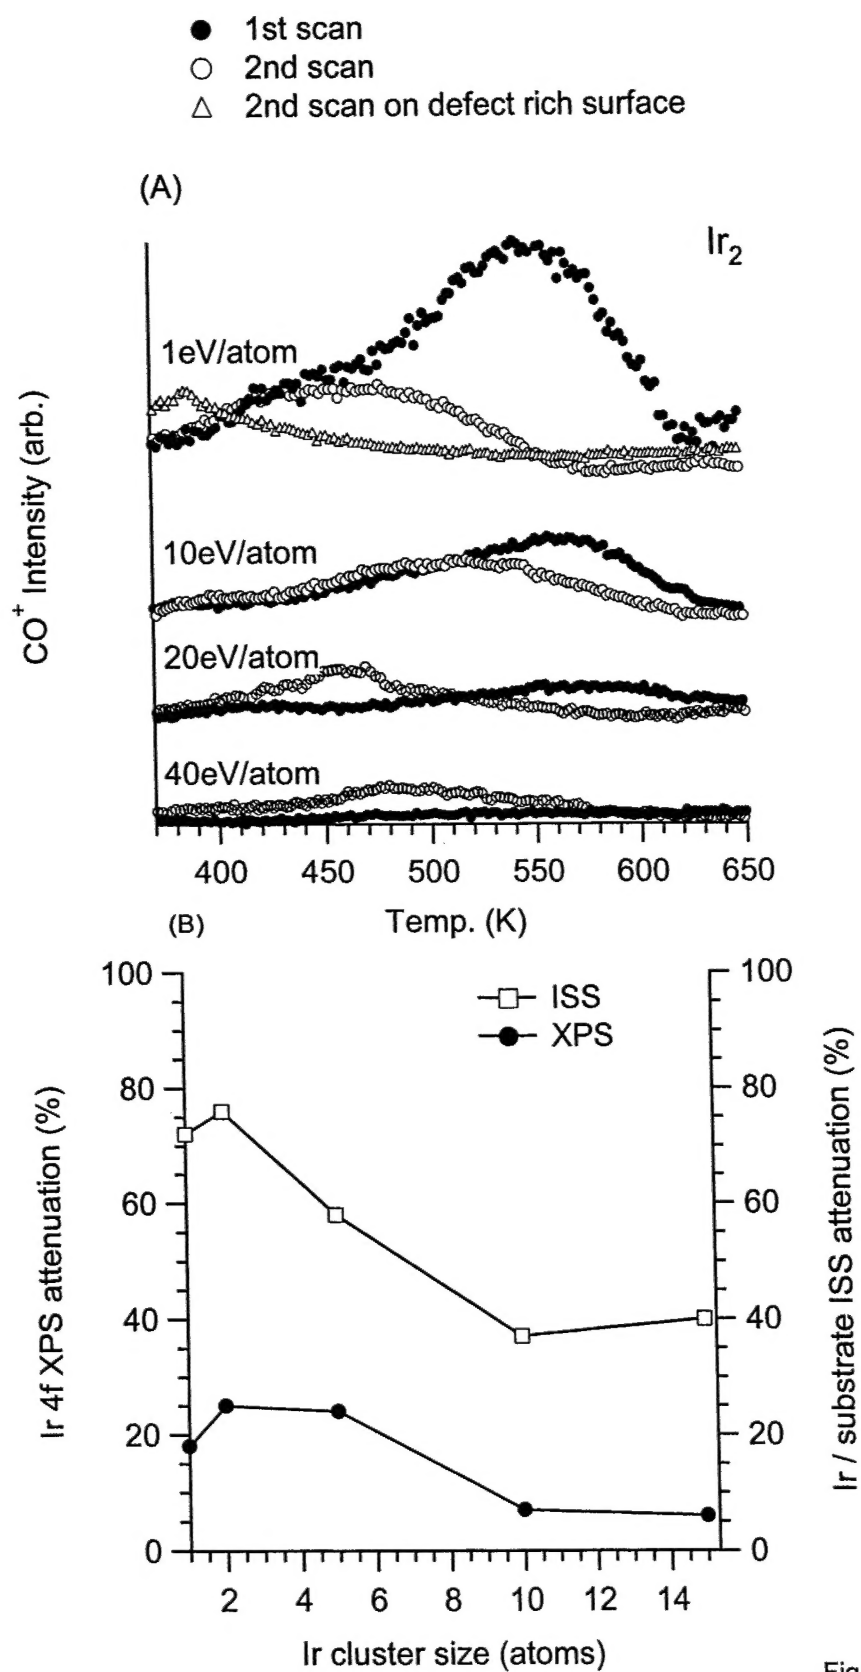 1st scan
2nd scan
2nd scan on defect rich surface
(A)
Ir2
1eV/atom
10eV/atom
20eV/atom
40eV/atom
CO+ Intensity (arb.)
400 450 500 550 600 650
Temp. (K)
(B)
ISS
XPS
100
80
60
40
20
0
Ir 4f XPS attenuation (%)
100
80
60
40
20
0
Ir / substrate ISS attenuation (%)
2 4 6 8 10 12 14
Ir cluster size (atoms)
Fig